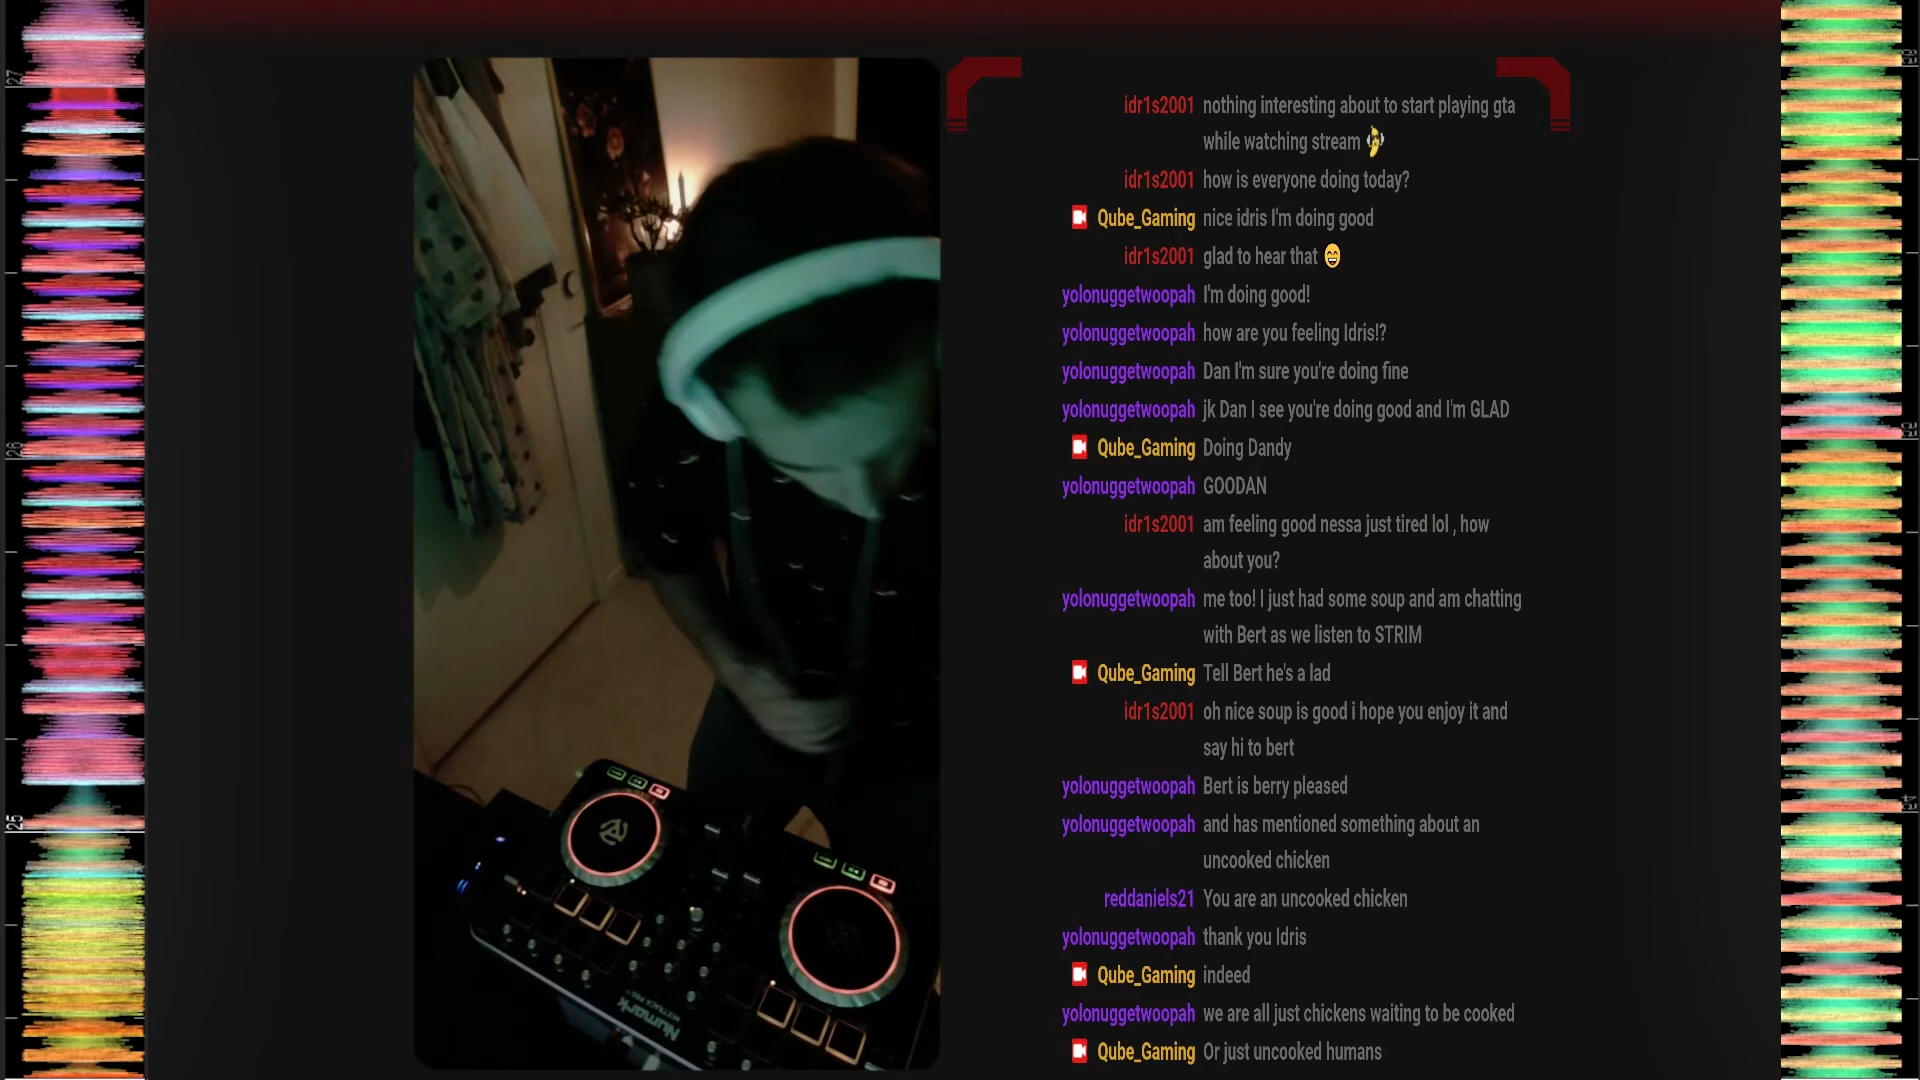 idr1s2001 nothing interesting about to start playing gta
while watching stream
idr1s2001 how is everyone doing today?
Qube_Gaming nice idris I'm doing good
idr1s2001 glad to hear that 😁
yolonuggetwoopah I'm doing good!
yolonuggetwoopah how are you feeling Idris!?
yolonuggetwoopah Dan I'm sure you're doing fine
yolonuggetwoopah jk Dan I see you're doing good and I'm GLAD
Qube_Gaming Doing Dandy
yolonuggetwoopah GOODAN
idr1s2001 am feeling good nessa just tired lol , how
about you?
yolonuggetwoopah me too! I just had some soup and am chatting
with Bert as we listen to STRIM
Qube_Gaming Tell Bert he's a lad
idr1s2001 oh nice soup is good i hope you enjoy it and
say hi to bert
yolonuggetwoopah Bert is berry pleased
yolonuggetwoopah and has mentioned something about an
uncooked chicken
reddaniels21 You are an uncooked chicken
yolonuggetwoopah thank you Idris
Qube_Gaming indeed
yolonuggetwoopah we are all just chickens waiting to be cooked
Qube_Gaming Or just uncooked humans
27
26
25
Numark